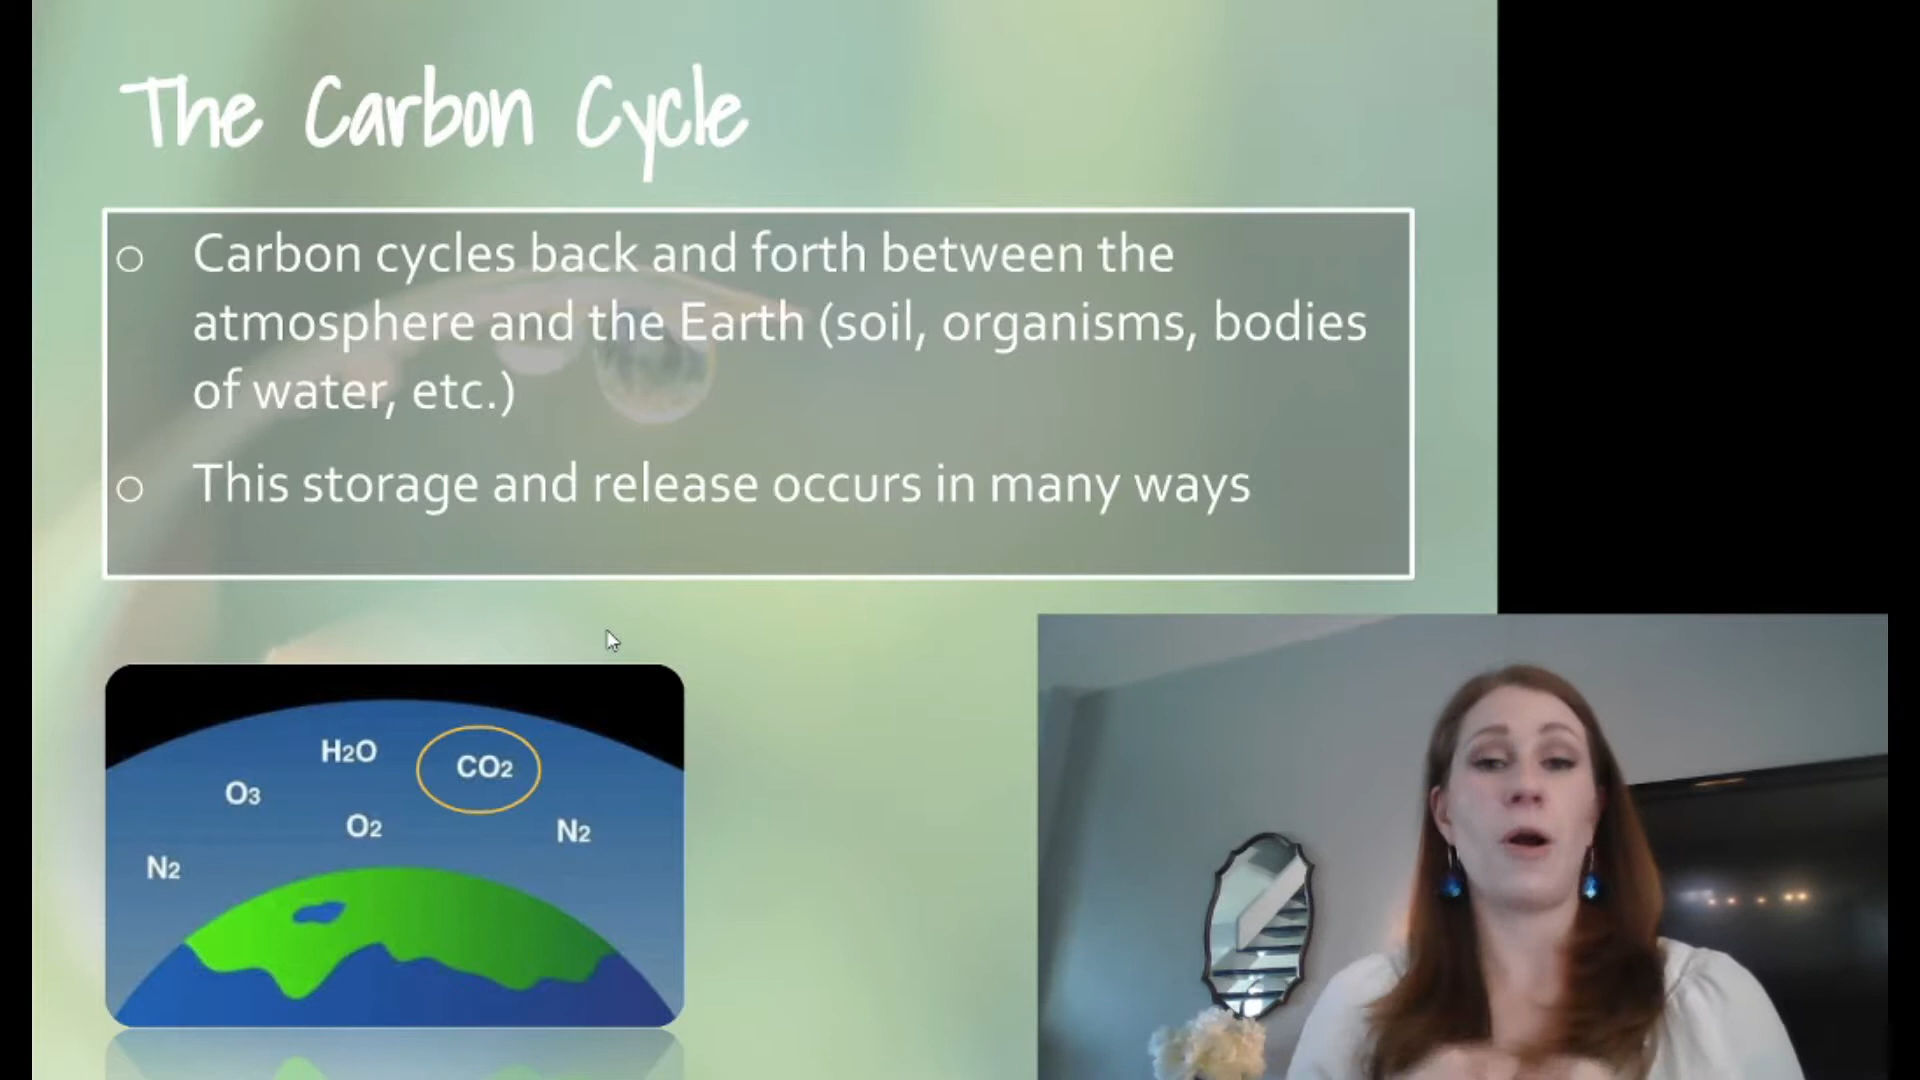 The Carbon Cycle
Carbon cycles back and forth between the
atmosphere and the Earth (soil, organisms, bodies
of water, etc.)
This storage and release occurs in many ways
H2O
CO2
O3
O2
N2
N2